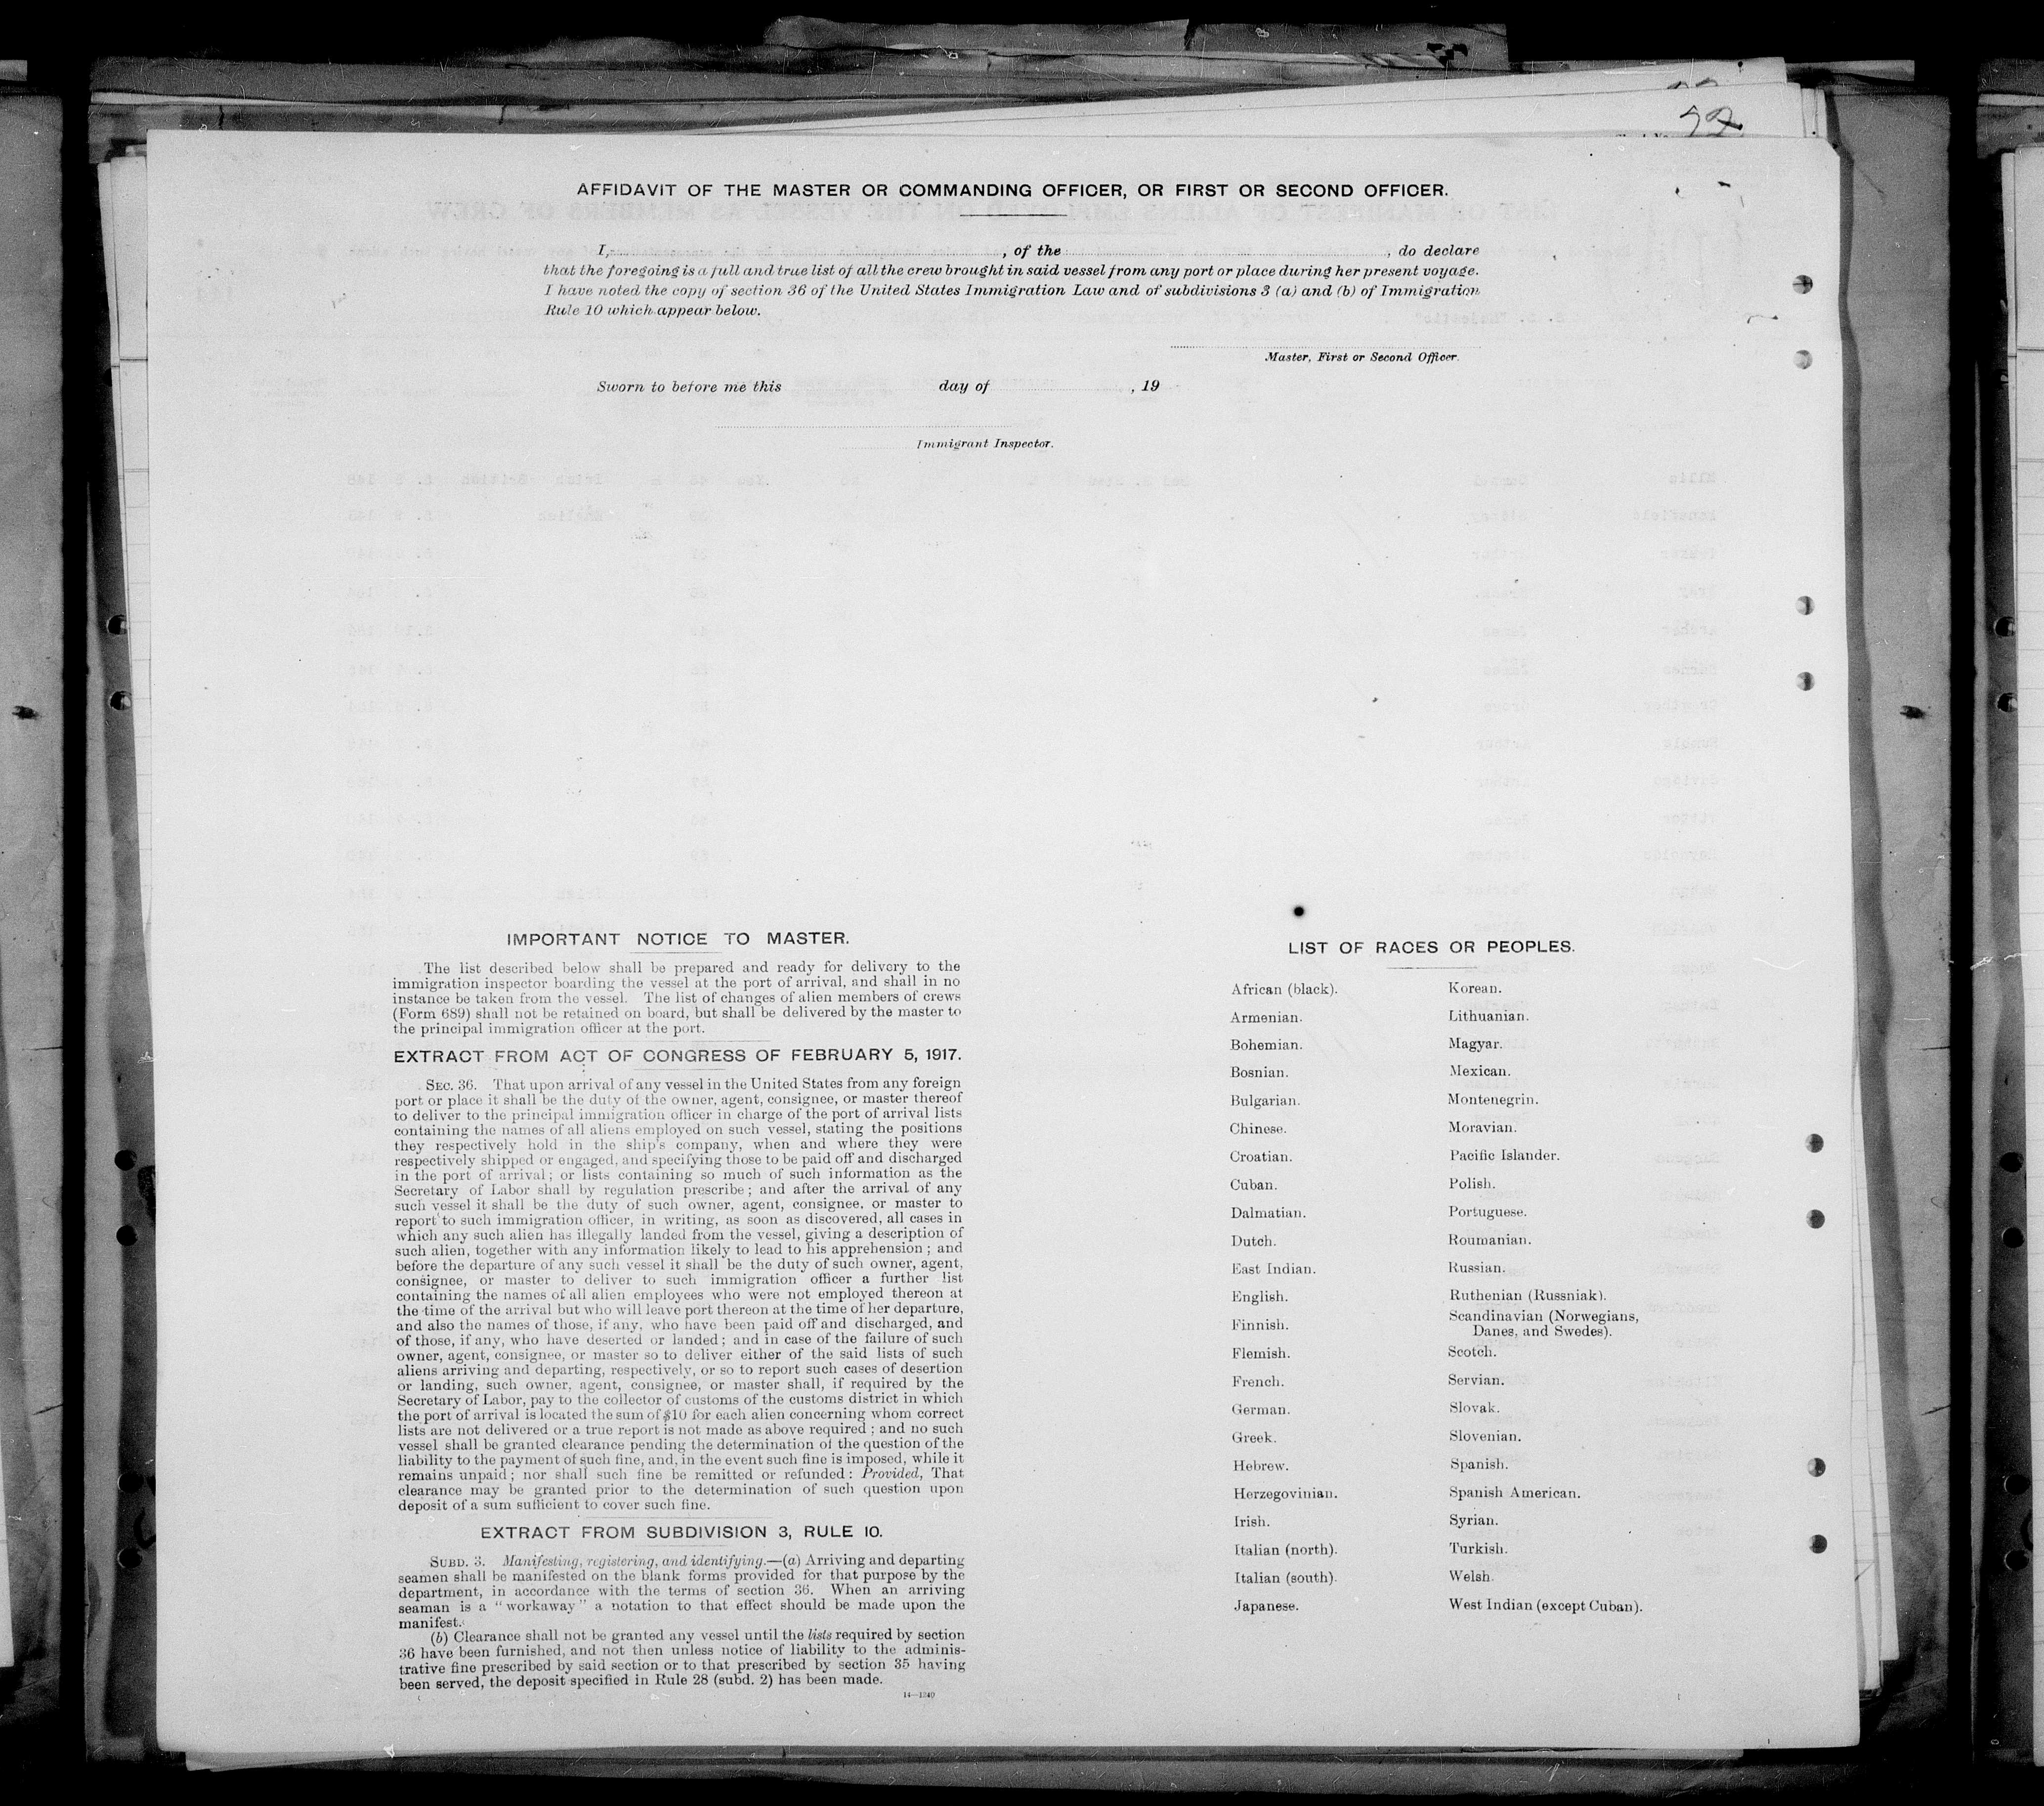 AFFIDAVIT OF THE MASTER OR COMMANDING OFFICER, OR FIRST OR SECOND OFFICER.
I, , of the , do declare
that the foregoing is a full and true list of all the crew brought in said vessel from any port or place during her present voyage.
I have noted the copy of section 36 of the United States Immigration Law and of subdivisions 3 (a) and (b) of Immigration
Rule 10 which appear below.
Master, First or Second Officer.
Sworn to before me this day of , 19
Immigrant Inspector.
IMPORTANT NOTICE TO MASTER.
The list described below shall be prepared and ready for delivery to the
immigration inspector boarding the vessel at the port of arrival, and shall in no
instance be taken from the vessel. The list of changes of alien members of crews
(Form 689) shall not be retained on board, but shall be delivered by the master to
the principal immigration officer at the port.
EXTRACT FROM ACT OF CONGRESS OF FEBRUARY 5, 1917.
SEC. 36. That upon arrival of any vessel in the United States from any foreign
port or place it shall be the duty of the owner, agent, consignee, or master thereof
to deliver to the principal immigration officer in charge of the port of arrival lists
containing the names of all aliens employed on such vessel, stating the positions
they respectively hold in the ship's company, when and where they were
respectively shipped or engaged, and specifying those to be paid off and discharged
in the port of arrival; or lists containing so much of such information as the
Secretary of Labor shall by regulation prescribe; and after the arrival of any
such vessel it shall be the duty of such owner, agent, consignee, or master to
report to such immigration officer, in writing, as soon as discovered, all cases in
which any such alien has illegally landed from the vessel, giving a description of
such alien, together with any information likely to lead to his apprehension; and
before the departure of any such vessel it shall be the duty of such owner, agent,
consignee, or master to deliver to such immigration officer a further list
containing the names of all alien employees who were not employed thereon at
the time of the arrival but who will leave port thereon at the time of her departure,
and also the names of those, if any, who have been paid off and discharged, and
of those, if any, who have deserted or landed; and in case of the failure of such
owner, agent, consignee, or master so to deliver either of the said lists of such
aliens arriving and departing, respectively, or so to report such cases of desertion
or landing, such owner, agent, consignee, or master shall, if required by the
Secretary of Labor, pay to the collector of customs of the customs district in which
the port of arrival is located the sum of $10 for each alien concerning whom correct
lists are not delivered or a true report is not made as above required; and no such
vessel shall be granted clearance pending the determination of the question of the
liability to the payment of such fine, and, in the event such fine is imposed, while it
remains unpaid; nor shall such fine be remitted or refunded: Provided, That
clearance may be granted prior to the determination of such question upon
deposit of a sum sufficient to cover such fine.
EXTRACT FROM SUBDIVISION 3, RULE 10.
SUBD. 3. Manifesting, registering, and identifying.—(a) Arriving and departing
seamen shall be manifested on the blank forms provided for that purpose by the
department, in accordance with the terms of section 36. When an arriving
seaman is a "workaway" a notation to that effect should be made upon the
manifest.
(b) Clearance shall not be granted any vessel until the lists required by section
36 have been furnished, and not then unless notice of liability to the adminis-
trative fine prescribed by said section or to that prescribed by section 35 having
been served, the deposit specified in Rule 28 (subd. 2) has been made.
14—1240
LIST OF RACES OR PEOPLES.
African (black).
Armenian.
Bohemian.
Bosnian.
Bulgarian.
Chinese.
Croatian.
Cuban.
Dalmatian.
Dutch.
East Indian.
English.
Finnish.
Flemish.
French.
German.
Greek.
Hebrew.
Herzegovinian.
Irish.
Italian (north).
Italian (south).
Japanese.
Korean.
Lithuanian.
Magyar.
Mexican.
Montenegrin.
Moravian.
Pacific Islander.
Polish.
Portuguese.
Roumanian.
Russian.
Ruthenian (Russniak).
Scandinavian (Norwegians,
Danes, and Swedes).
Scotch.
Servian.
Slovak.
Slovenian.
Spanish.
Spanish American.
Syrian.
Turkish.
Welsh.
West Indian (except Cuban).